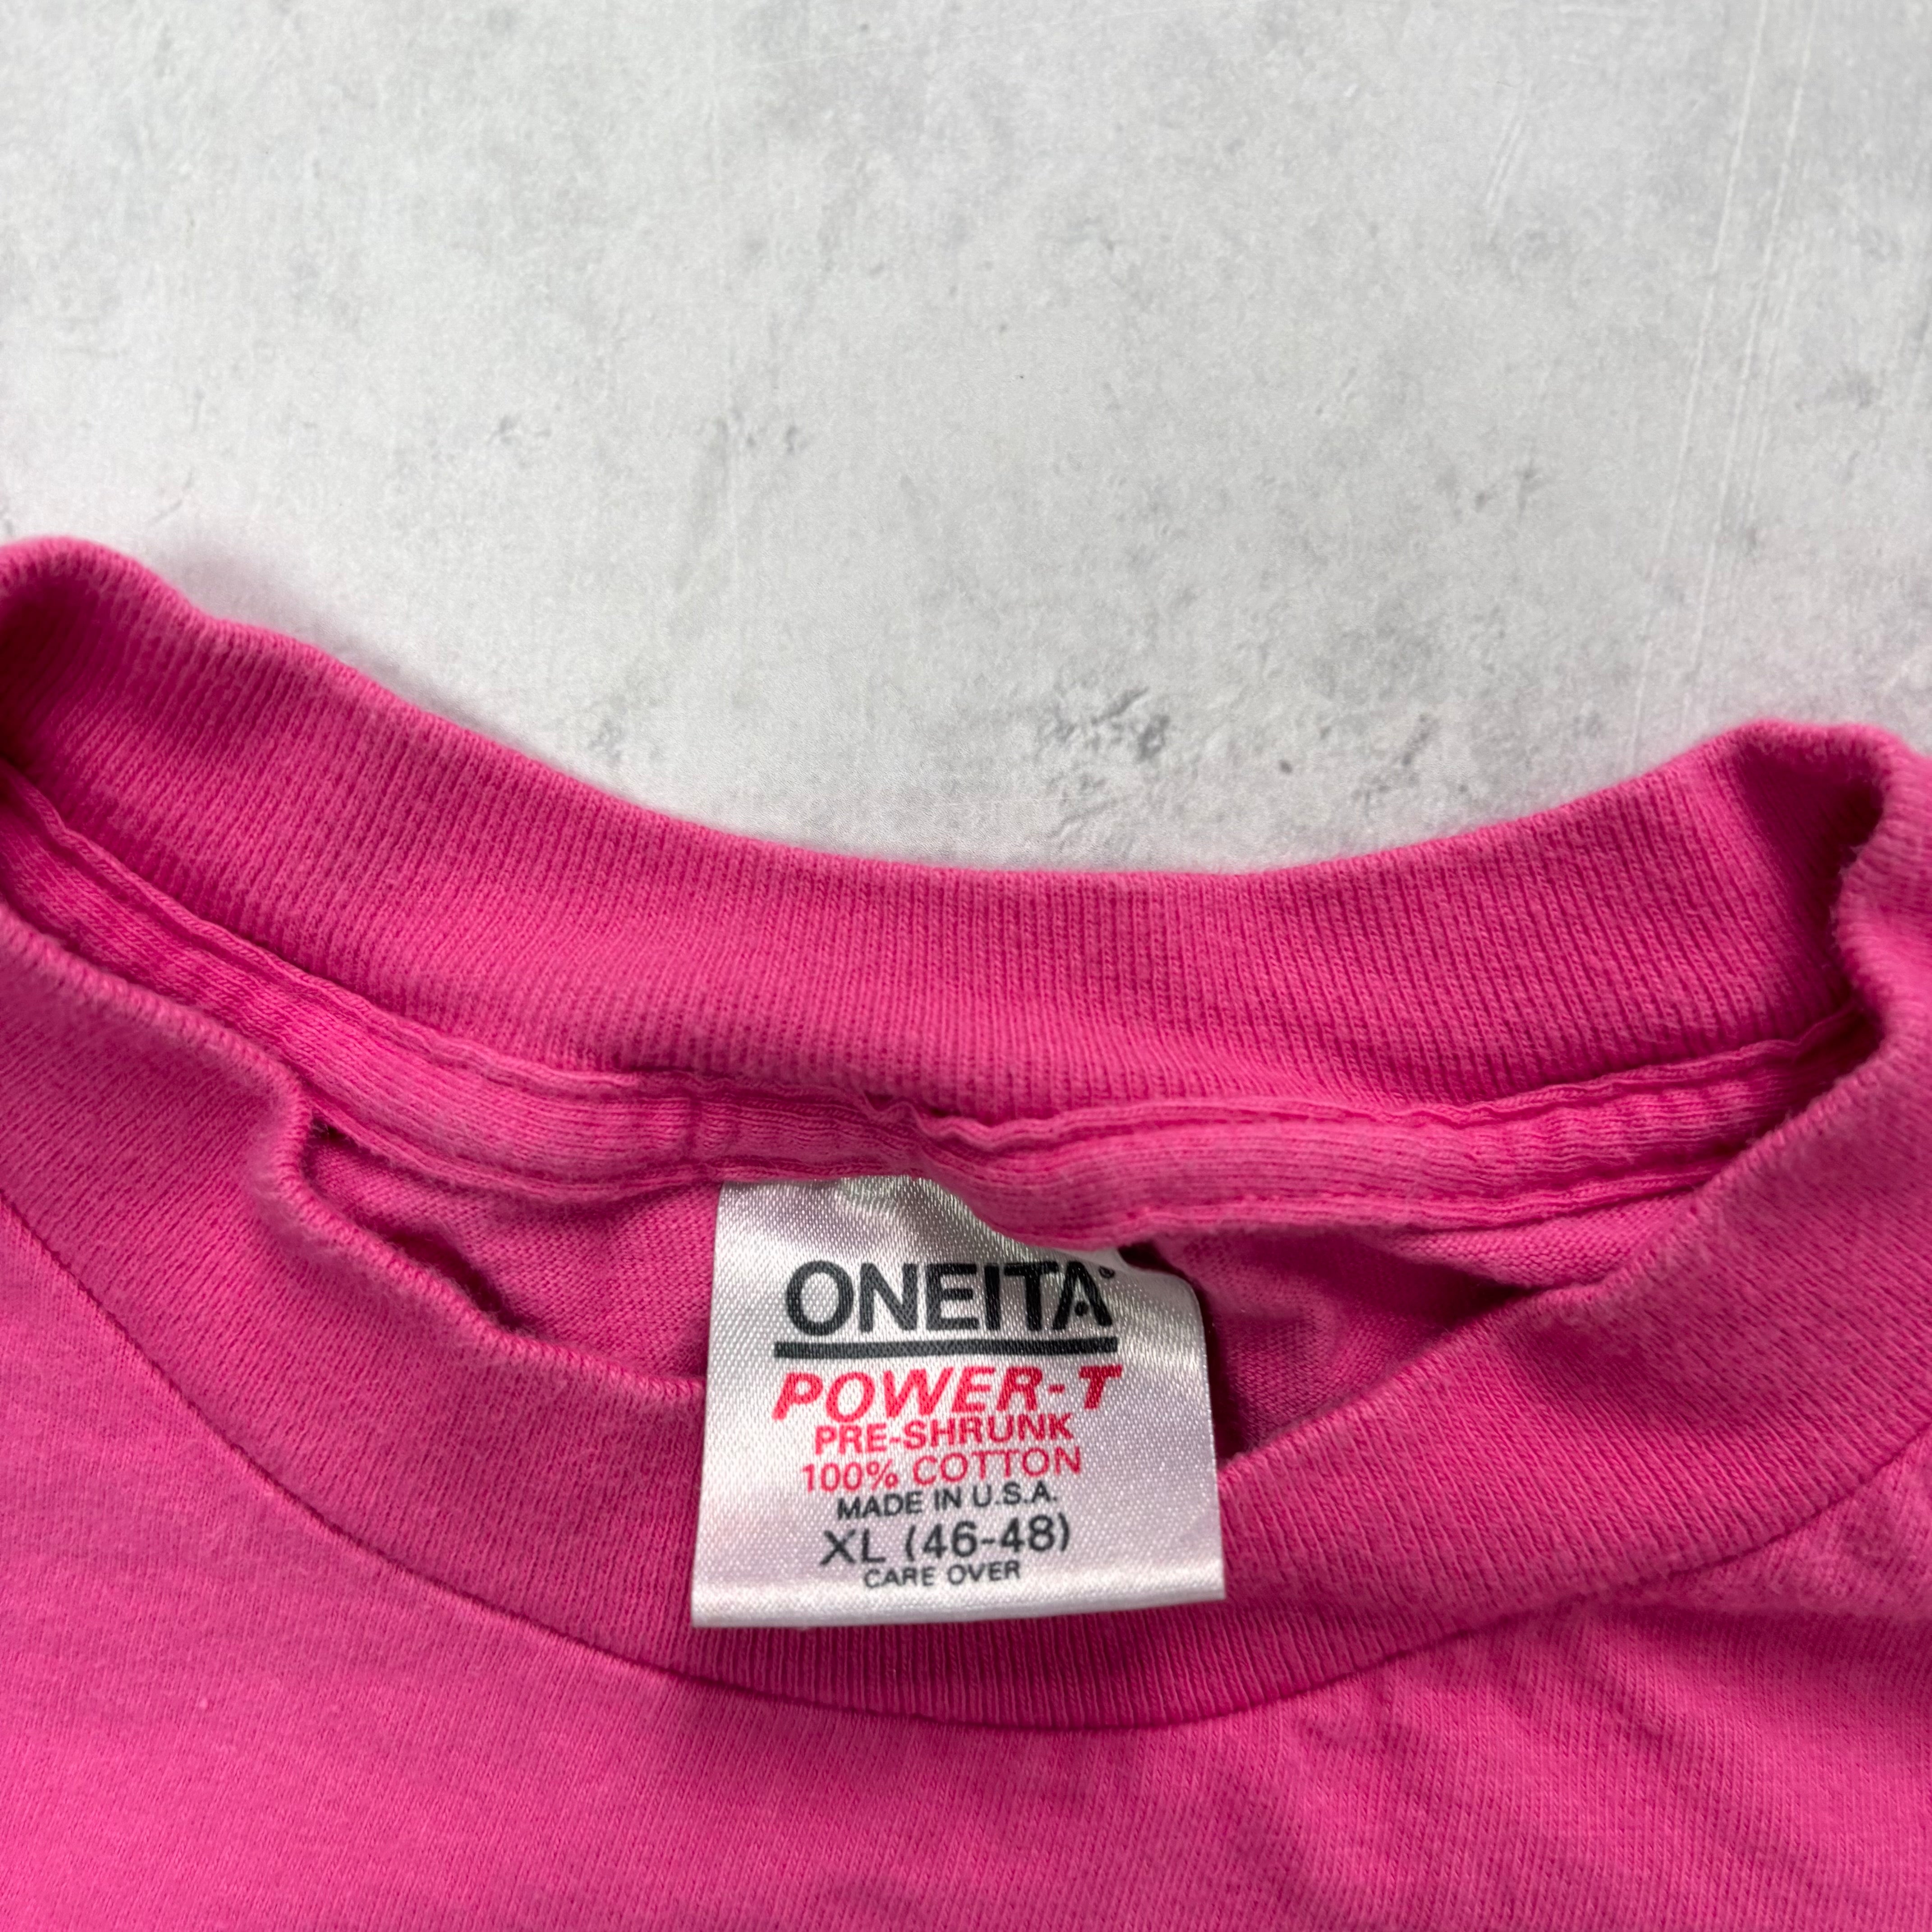 ONEITA®
POWER-T
PRE-SHRUNK
100% COTTON
MADE IN U.S.A.
XL (46-48)
CARE OVER